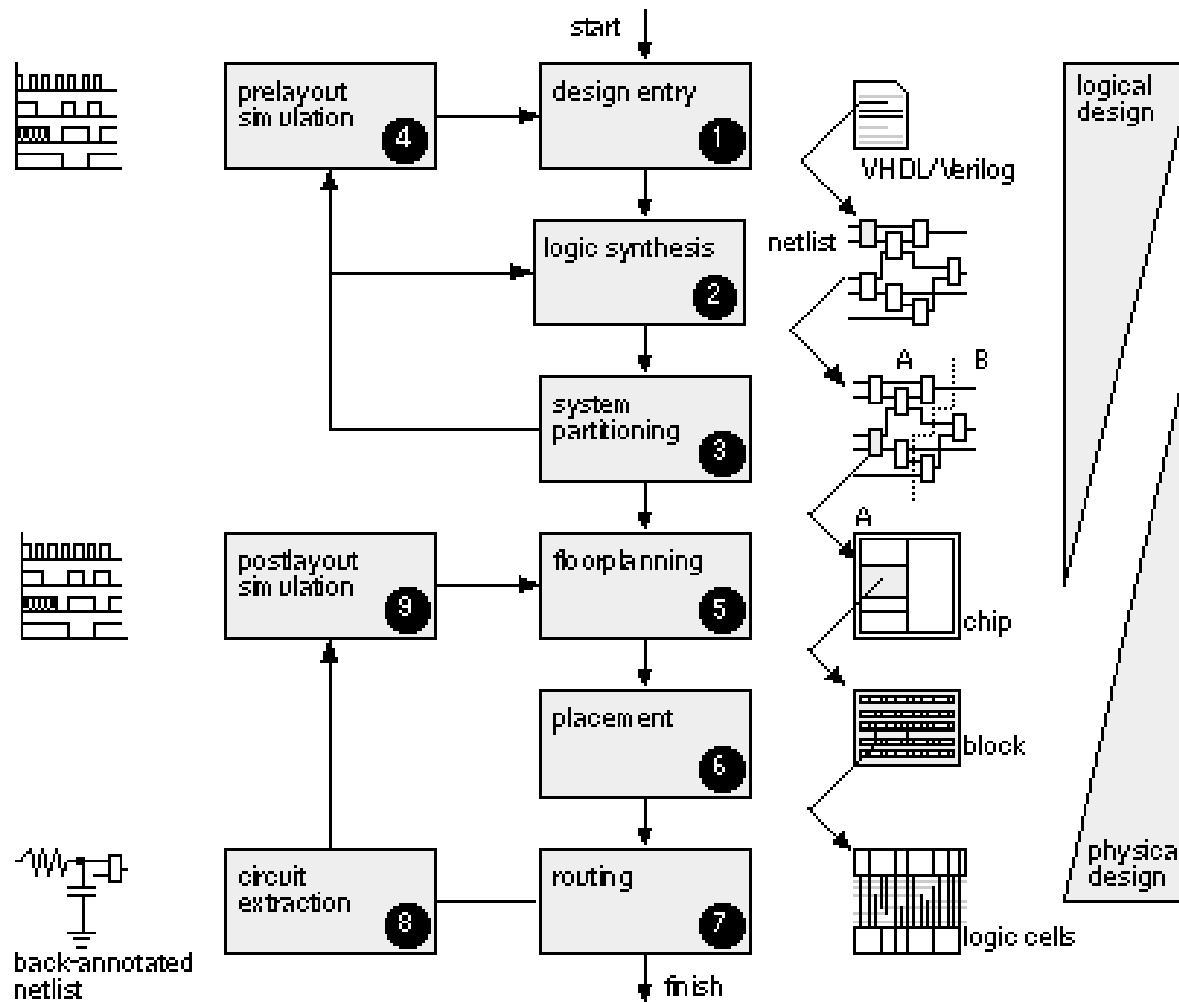 start
prelayout
simulation
4
design entry
1
VHDL/Verilog
logical
design
logic synthesis
2
netlist
system
partitioning
3
A
B
postlayout
simulation
9
floorplanning
5
A
chip
placement
6
block
circuit
extraction
8
routing
7
logic cells
physica
design
back-annotated
netlist
finish